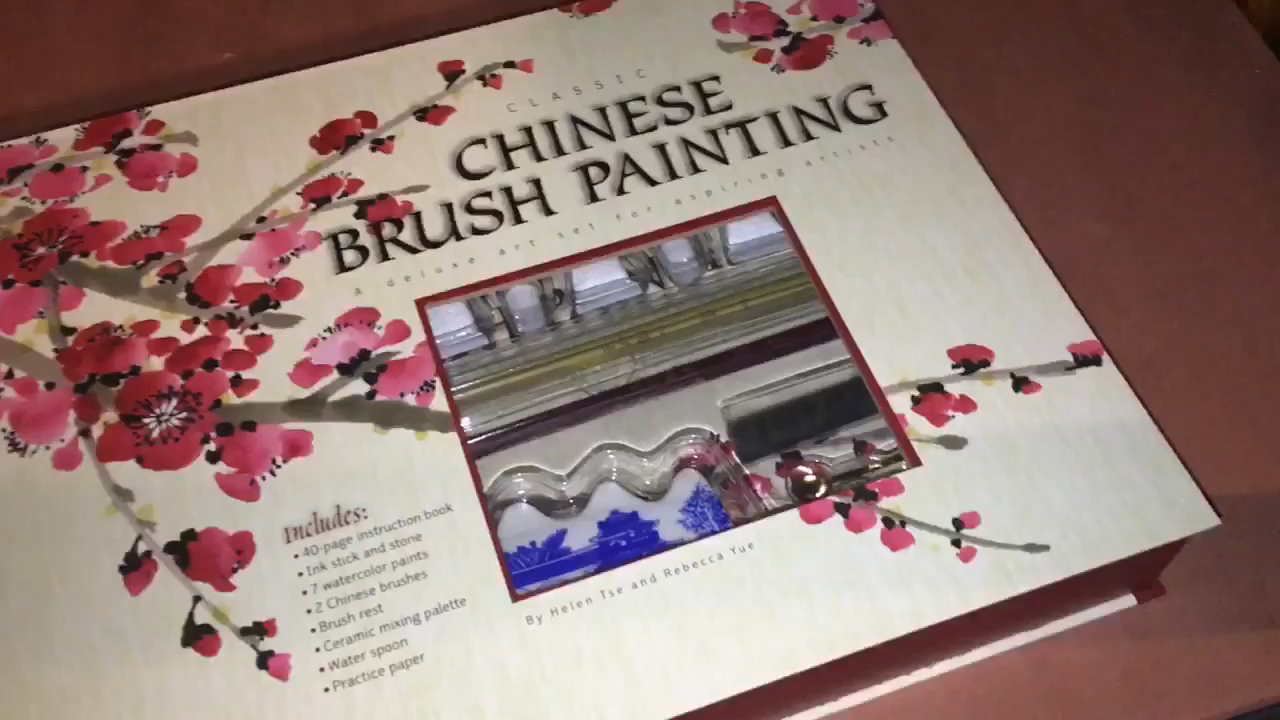 CLASSIC
CHINESE
BRUSH PAINTING
A deluxe art set for aspiring artists
Includes:
• 40-page instruction book
• Ink stick and stone
• 7 watercolor paints
• 2 Chinese brushes
• Brush rest
• Ceramic mixing palette
• Water spoon
• Practice paper
By Helen Tse and Rebecca Yue